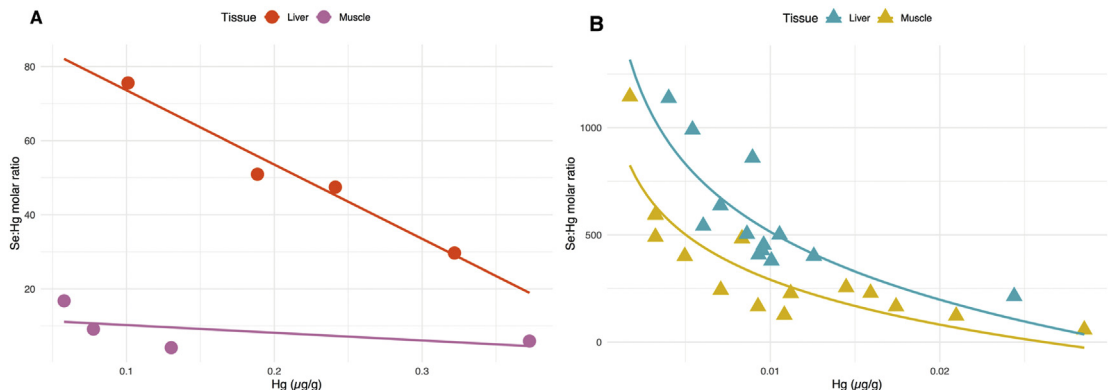 A
Tissue Liver Muscle
Se:Hg molar ratio
80
60
40
20
0.1 0.2 0.3
Hg (µg/g)
B
Tissue Liver Muscle
Se:Hg molar ratio
1000
500
0
0.01 0.02
Hg (µg/g)